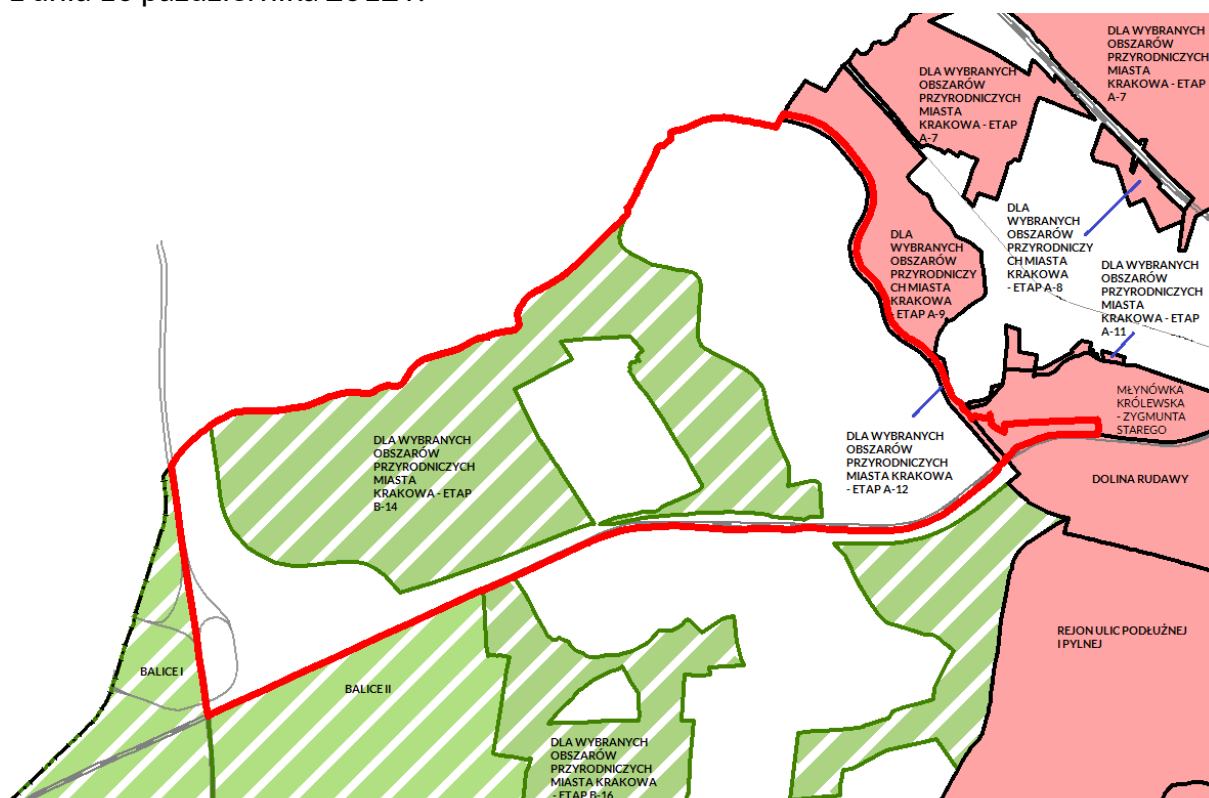 DLA WYBRANYCH
OBSZARÓW
PRZYRODNICZYCH
MIASTA
KRAKOWA - ETAP
A-7
DLA WYBRANYCH
OBSZARÓW
PRZYRODNICZYCH
MIASTA
KRAKOWA - ETAP
A-7
DLA
WYBRANYCH
OBSZARÓW
PRZYRODNICZY
CH MIASTA
KRAKOWA
- ETAP A-8
DLA
WYBRANYCH
OBSZARÓW
PRZYRODNICZY
CH MIASTA
KRAKOWA
- ETAP A-9
DLA WYBRANYCH
OBSZARÓW
PRZYRODNICZYCH
MIASTA
KRAKOWA - ETAP
A-11
MŁYNÓWKA
KRÓLEWSKA
- ZYGMUNTA
STAREGO
DLA WYBRANYCH
OBSZARÓW
PRZYRODNICZYCH
MIASTA KRAKOWA
- ETAP A-12
DLA WYBRANYCH
OBSZARÓW
PRZYRODNICZYCH
MIASTA
KRAKOWA - ETAP
B-14
DOLINA RUDAWY
REJON ULIC PODŁUŻNEJ
I PYLNEJ
BALICE I
BALICE II
DLA WYBRANYCH
OBSZARÓW
PRZYRODNICZYCH
MIASTA KRAKOWA
- ETAP B-16